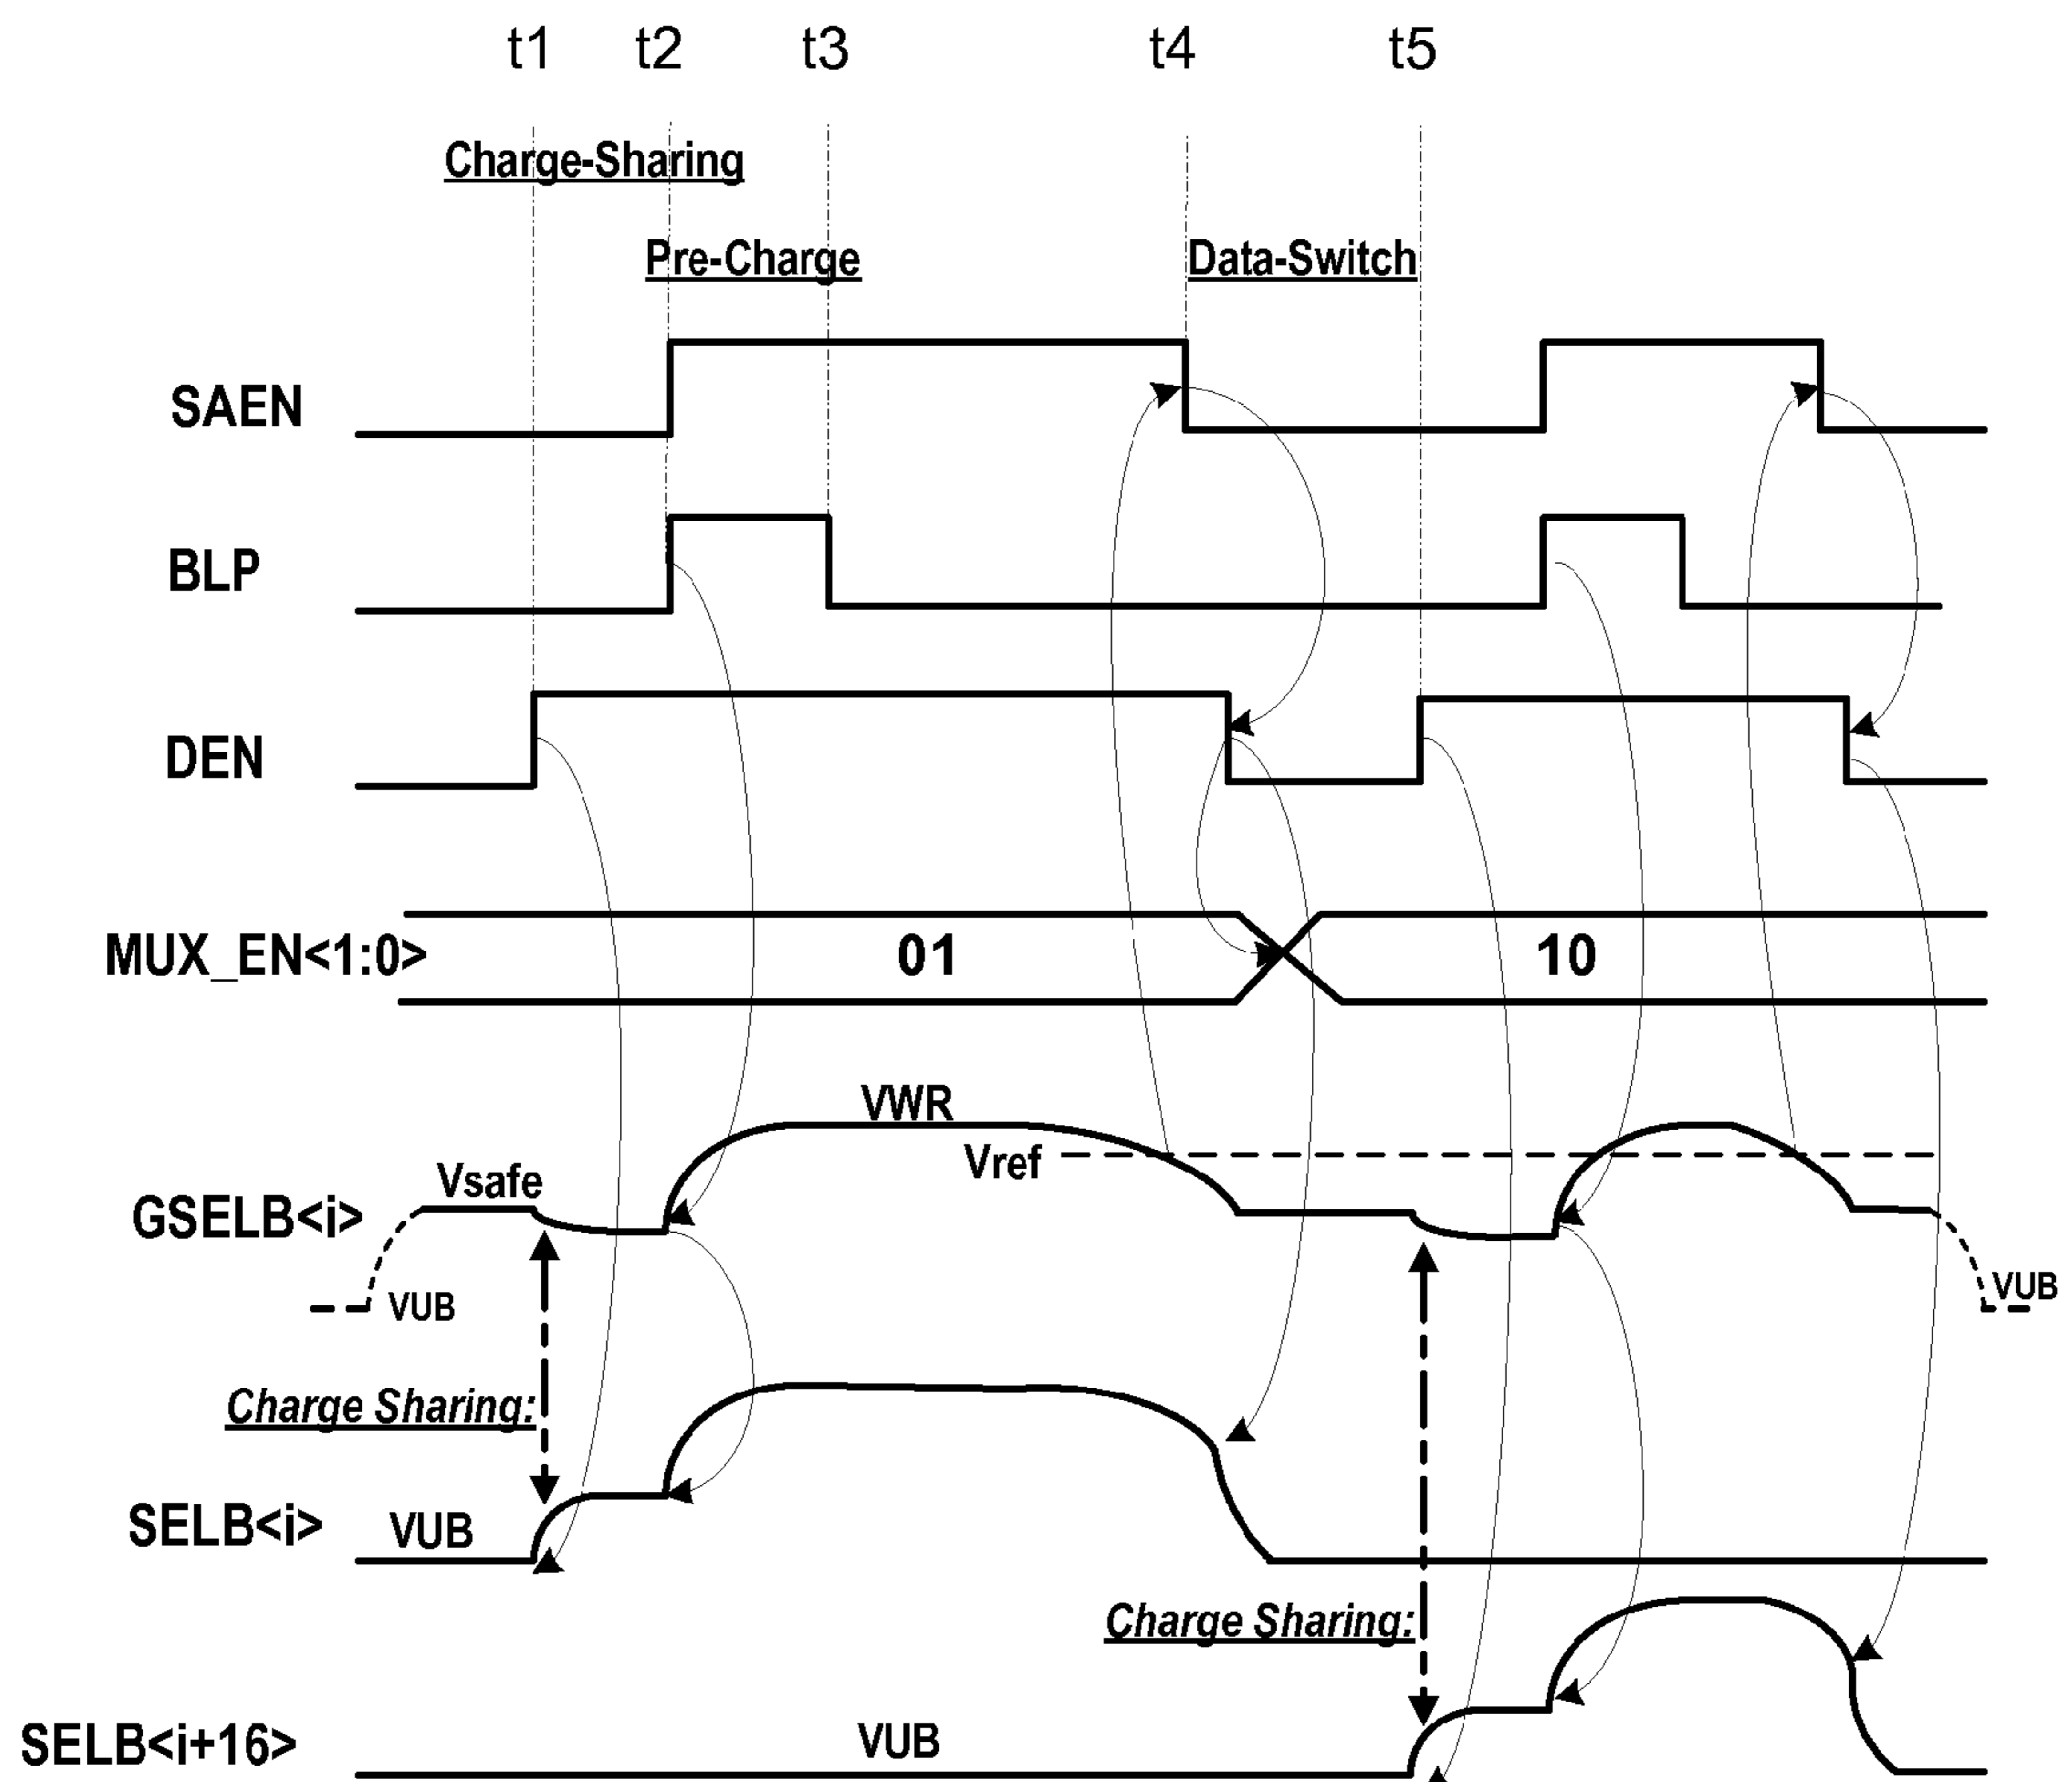 t1 t2 t3 t4 t5
Charge-Sharing
Pre-Charge Data-Switch
SAEN
BLP
DEN
MUX_EN<1:0> 01 10
VWR
Vref
Vsafe
GSELB<i>
VUB VUB
Charge Sharing:
SELB<i> VUB
Charge Sharing:
SELB<i+16> VUB